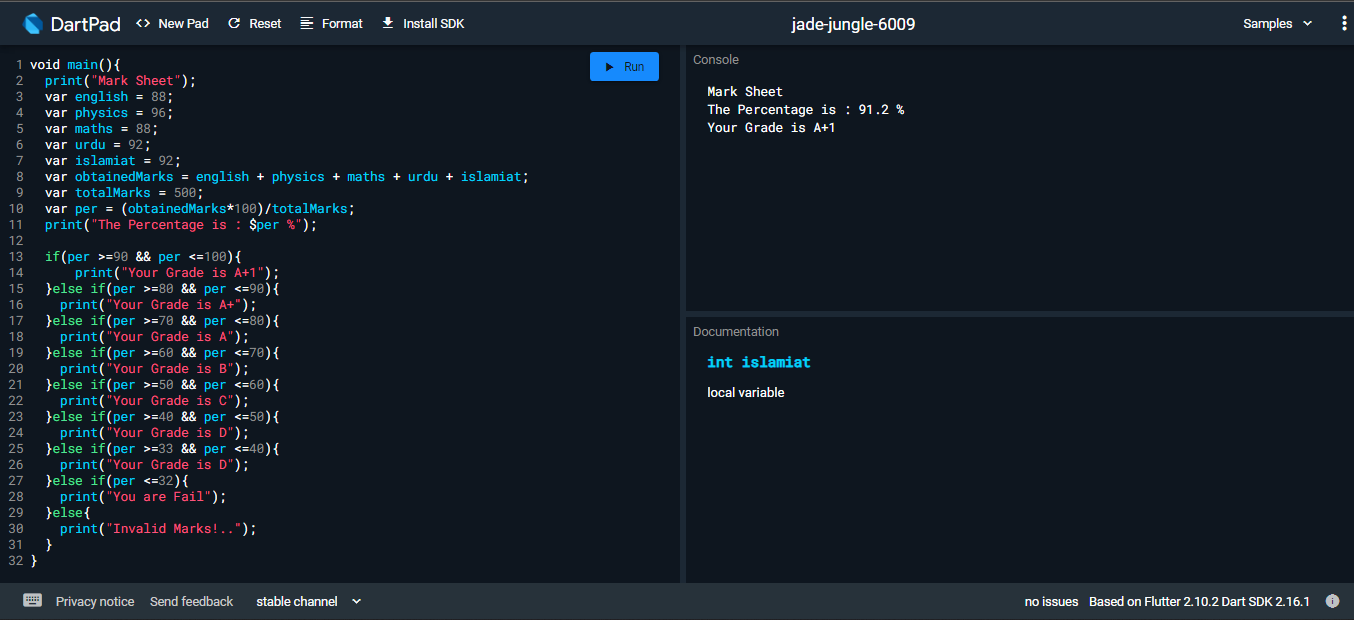 DartPad <> New Pad Reset Format Install SDK jade-jungle-6009 Samples
1 void main(){
2   print("Mark Sheet");
3   var english = 88;
4   var physics = 96;
5   var maths = 88;
6   var urdu = 92;
7   var islamiat = 92;
8   var obtainedMarks = english + physics + maths + urdu + islamiat;
9   var totalMarks = 500;
10   var per = (obtainedMarks*100)/totalMarks;
11   print("The Percentage is : $per %");
12
13   if(per >=90 && per <=100){
14       print("Your Grade is A+1");
15   }else if(per >=80 && per <=90){
16     print("Your Grade is A+");
17   }else if(per >=70 && per <=80){
18     print("Your Grade is A");
19   }else if(per >=60 && per <=70){
20     print("Your Grade is B");
21   }else if(per >=50 && per <=60){
22     print("Your Grade is C");
23   }else if(per >=40 && per <=50){
24     print("Your Grade is D");
25   }else if(per >=33 && per <=40){
26     print("Your Grade is D");
27   }else if(per <=32){
28     print("You are Fail");
29   }else{
30     print("Invalid Marks!..");
31   }
32 }
Run
Console
Mark Sheet
The Percentage is : 91.2 %
Your Grade is A+1
Documentation
int islamiat
local variable
Privacy notice Send feedback stable channel no issues Based on Flutter 2.10.2 Dart SDK 2.16.1